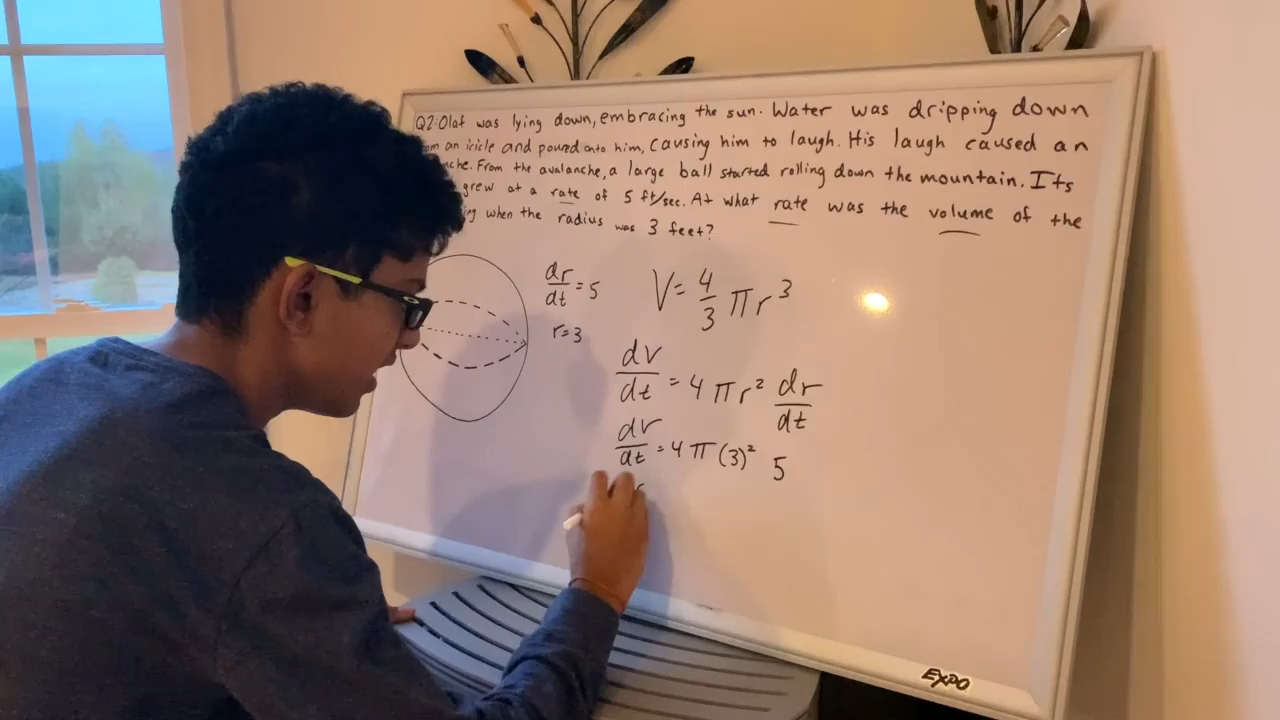 Q2: Olaf was lying down, embracing the sun. Water was dripping down
an icicle and poured onto him, causing him to laugh. His laugh caused an
From the avalanche, a large ball started rolling down the mountain. Its
grew at a rate of 5 ft/sec. At what rate was the volume of the
when the radius was 3 feet?
dr/dt = 5
r=3
V= 4/3 πr³
dv/dt = 4πr² dr/dt
dv/dt = 4π(3)² 5
EXPO